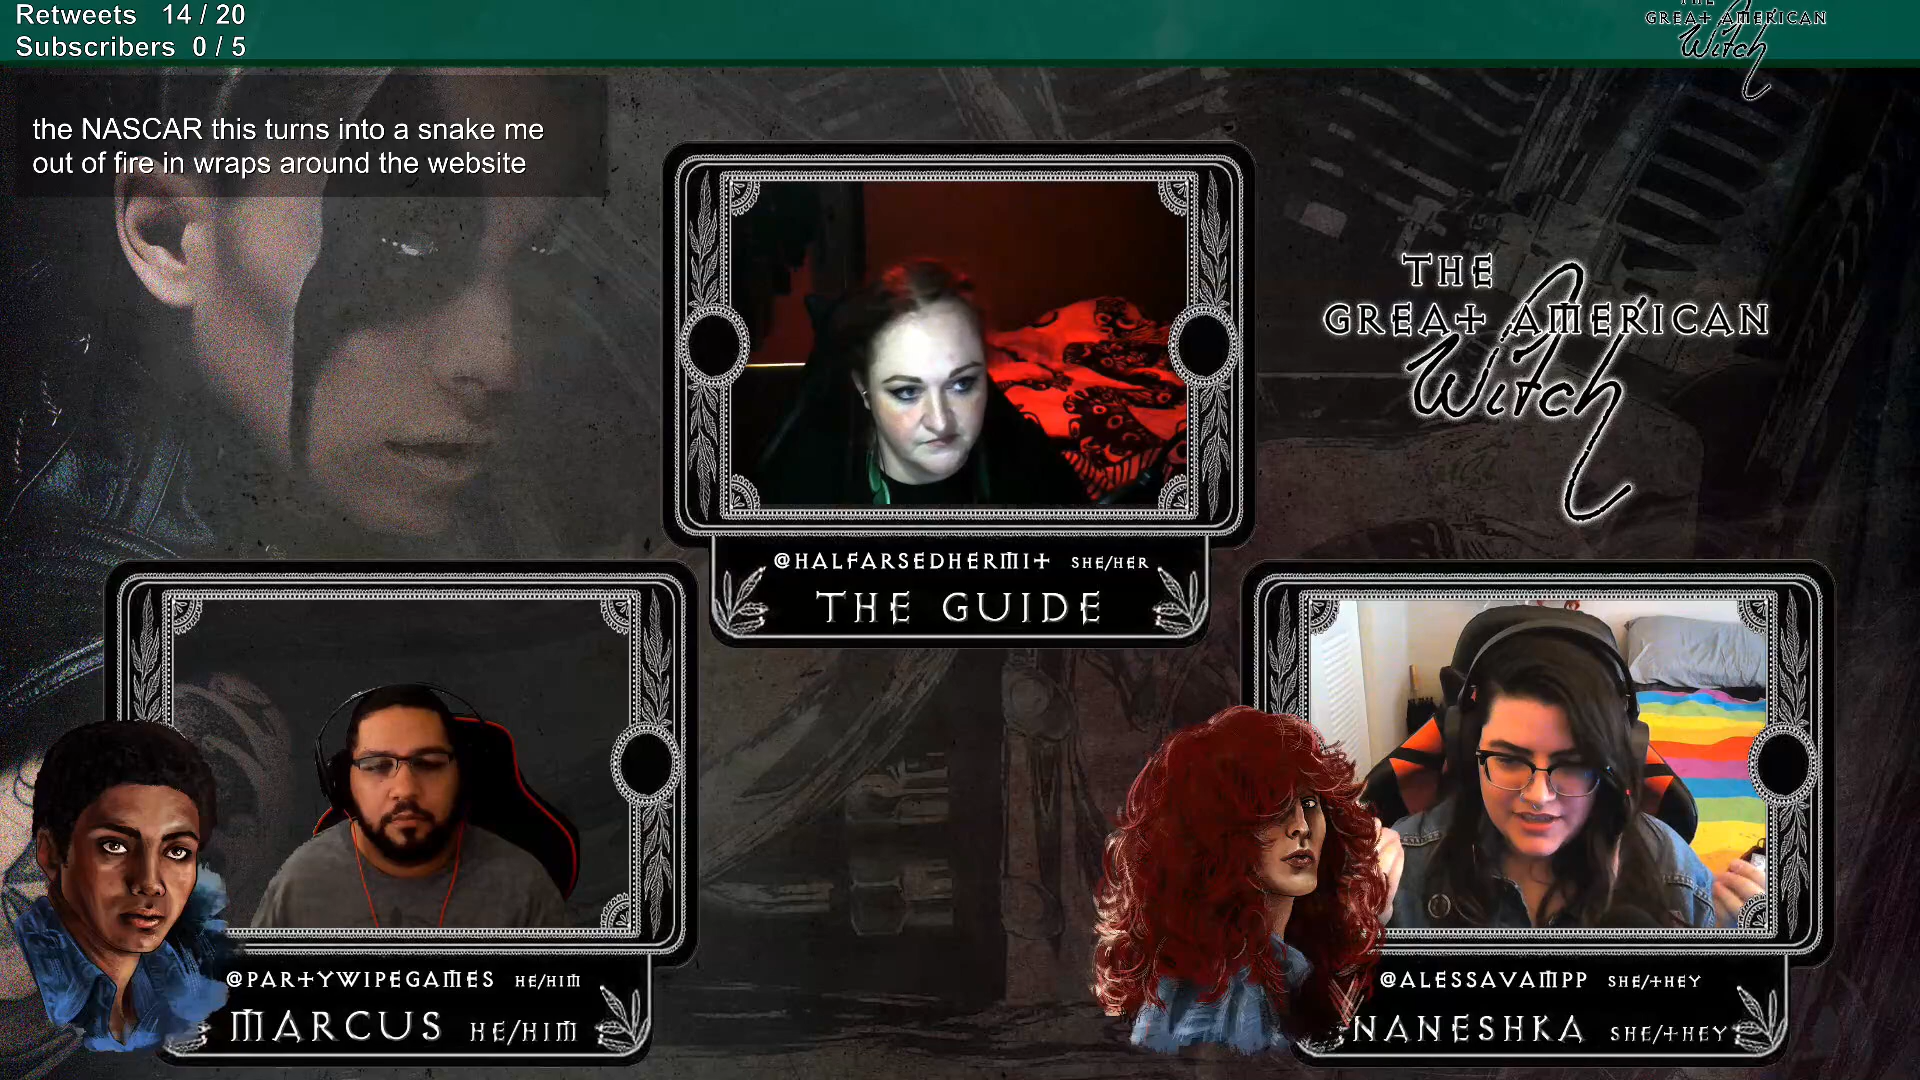 Retweets 14 / 20
Subscribers 0 / 5
THE
GREAT AMERICAN
Witch
the NASCAR this turns into a snake me
out of fire in wraps around the website
THE
GREAT AMERICAN
Witch
@HALFARSEDHERMIT SHE/HER
THE GUIDE
@PARTYWIPEGAMES HE/HIM
MARCUS HE/HIM
@ALESSAVAMPP SHE/THEY
NANESHKA SHE/THEY